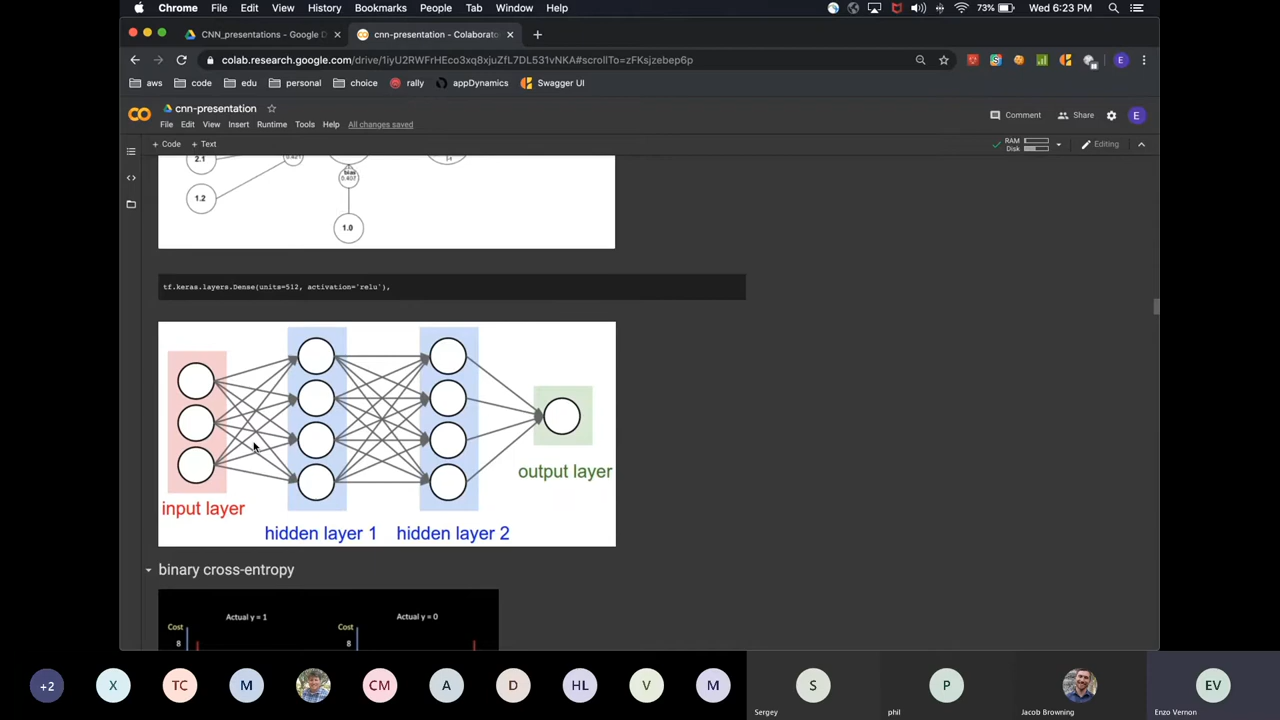 Chrome File Edit View History Bookmarks People Tab Window Help 73% Wed 6:23 PM
CNN_presentations - Google D
cnn-presentation - Colaborato
colab.research.google.com/drive/1iyU2RWFrHEco3xq8xjuZfL7DL531vNKA#scrollTo=zFKsjzebep6p
aws code edu personal choice rally appDynamics Swagger UI
CO cnn-presentation Comment Share E
File Edit View Insert Runtime Tools Help All changes saved
+ Code + Text RAM Disk Editing
2.1
1.2
bias
1.0
tf.keras.layers.Dense(units=512, activation='relu'),
input layer
hidden layer 1
hidden layer 2
output layer
binary cross-entropy
Actual y = 1
Actual y = 0
Cost
8
Cost
8
+2 X TC M CM A D HL V M S P EV
Sergey
phil
Jacob Browning
Enzo Vernon